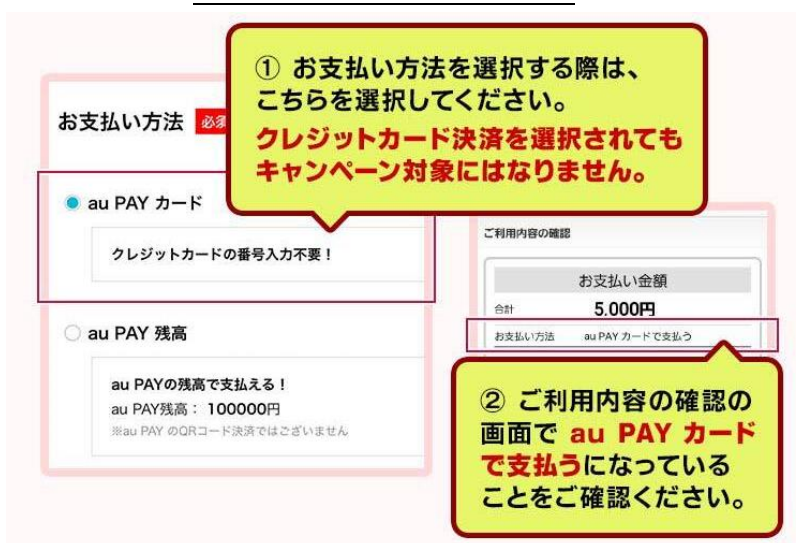 ① お支払い方法を選択する際は、
こちらを選択してください。
クレジットカード決済を選択されても
キャンペーン対象にはなりません。
お支払い方法
au PAY カード
クレジットカードの番号入力不要！
au PAY 残高
au PAYの残高で支払える！
au PAY残高： 100000円
※au PAY のQRコード決済ではございません
ご利用内容の確認
お支払い金額
合計 5.000円
お支払い方法 au PAY カードで支払う
② ご利用内容の確認の
画面で au PAY カード
で支払うになっている
ことをご確認ください。